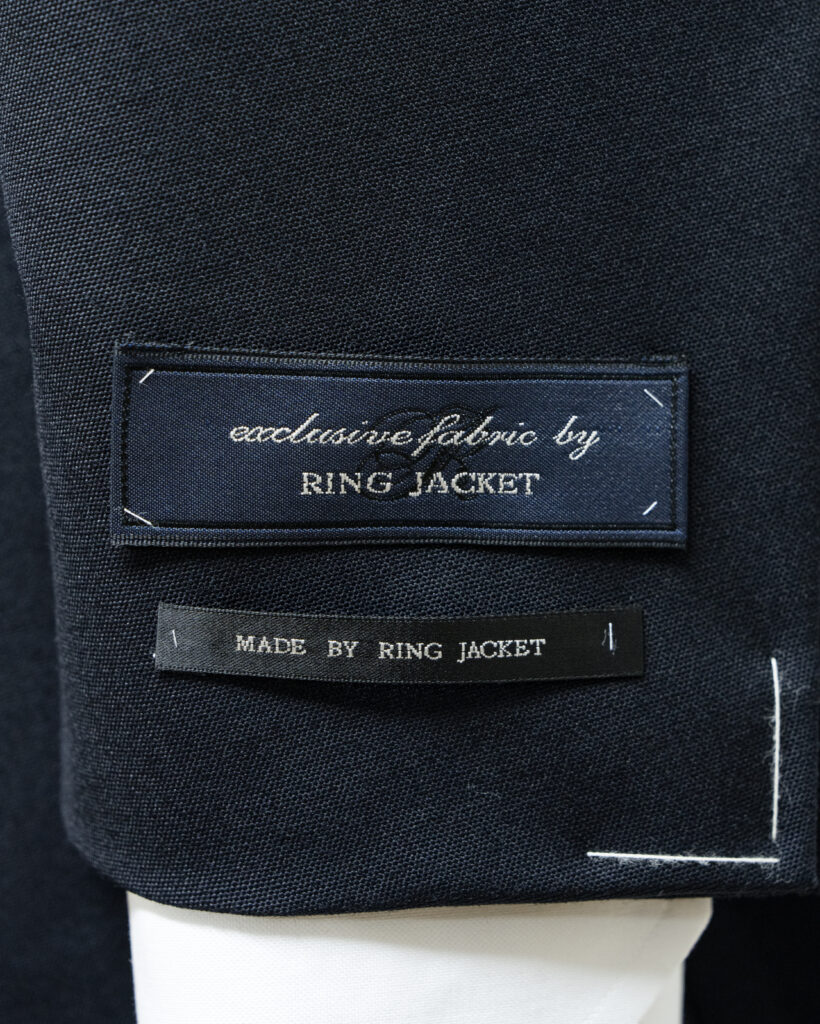 exclusive fabric by
RING JACKET
MADE BY RING JACKET